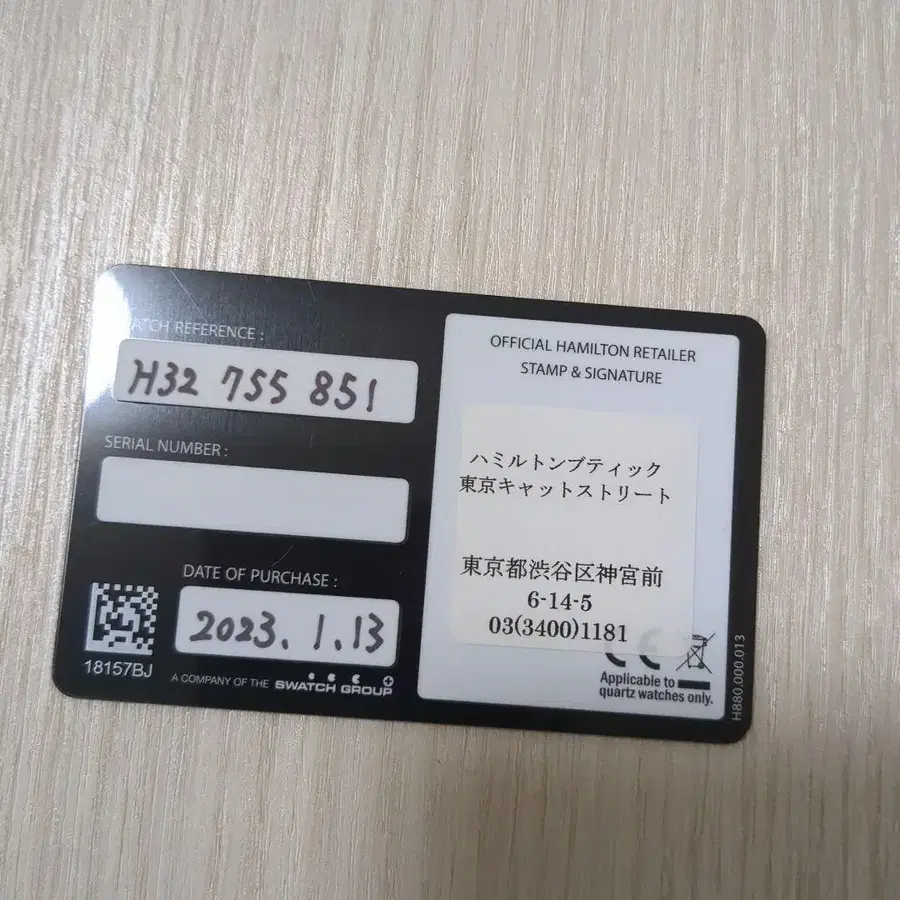 WATCH REFERENCE :
H32 755 851
SERIAL NUMBER :
DATE OF PURCHASE :
2023.1.13
18157BJ
A COMPANY OF THE SWATCH GROUP
OFFICIAL HAMILTON RETAILER
STAMP & SIGNATURE
ハミルトンブティック
東京キャットストリート
東京都渋谷区神宮前
6-14-5
03(3400)1181
CE
Applicable to
quartz watches only.
H880.000.013